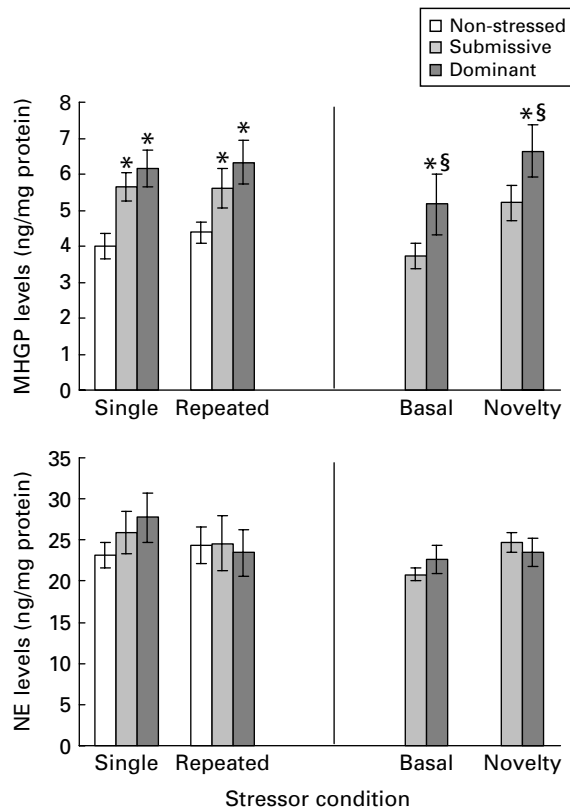 Non-stressed
Submissive
Dominant
MHGP levels (ng/mg protein)
8
7
6
5
4
3
2
1
0
* * * * *§ *§
Single Repeated Basal Novelty
NE levels (ng/mg protein)
35
30
25
20
15
10
5
0
Single Repeated Basal Novelty
Stressor condition